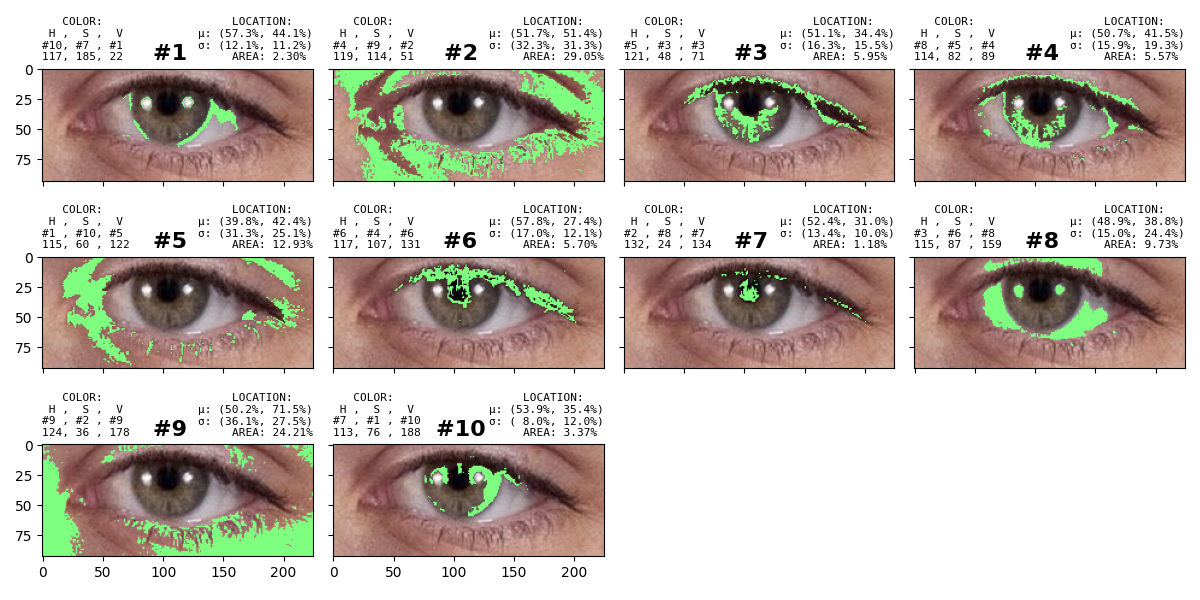 COLOR: LOCATION:
H , S , V μ: (57.3%, 44.1%)
#10, #7 , #1 #1 σ: (12.1%, 11.2%)
117, 185, 22 AREA: 2.30%
COLOR: LOCATION:
H , S , V μ: (51.7%, 51.4%)
#4 , #9 , #2 #2 σ: (32.3%, 31.3%)
119, 114, 51 AREA: 29.05%
COLOR: LOCATION:
H , S , V μ: (51.1%, 34.4%)
#5 , #3 , #3 #3 σ: (16.3%, 15.5%)
121, 48 , 71 AREA: 5.95%
COLOR: LOCATION:
H , S , V μ: (50.7%, 41.5%)
#8 , #5 , #4 #4 σ: (15.9%, 19.3%)
114, 82 , 89 AREA: 5.57%
0
25
50
75
COLOR: LOCATION:
H , S , V μ: (39.8%, 42.4%)
#1 , #10, #5 #5 σ: (31.3%, 25.1%)
115, 60 , 122 AREA: 12.93%
COLOR: LOCATION:
H , S , V μ: (57.8%, 27.4%)
#6 , #4 , #6 #6 σ: (17.0%, 12.1%)
117, 107, 131 AREA: 5.70%
COLOR: LOCATION:
H , S , V μ: (52.4%, 31.0%)
#2 , #8 , #7 #7 σ: (13.4%, 10.0%)
132, 24 , 134 AREA: 1.18%
COLOR: LOCATION:
H , S , V μ: (48.9%, 38.8%)
#3 , #6 , #8 #8 σ: (15.0%, 24.4%)
115, 87 , 159 AREA: 9.73%
0
25
50
75
COLOR: LOCATION:
H , S , V μ: (50.2%, 71.5%)
#9 , #2 , #9 #9 σ: (36.1%, 27.5%)
124, 36 , 178 AREA: 24.21%
COLOR: LOCATION:
H , S , V μ: (53.9%, 35.4%)
#7 , #1 , #10 #10 σ: ( 8.0%, 12.0%)
113, 76 , 188 AREA: 3.37%
0
25
50
75
0 50 100 150 200
0 50 100 150 200